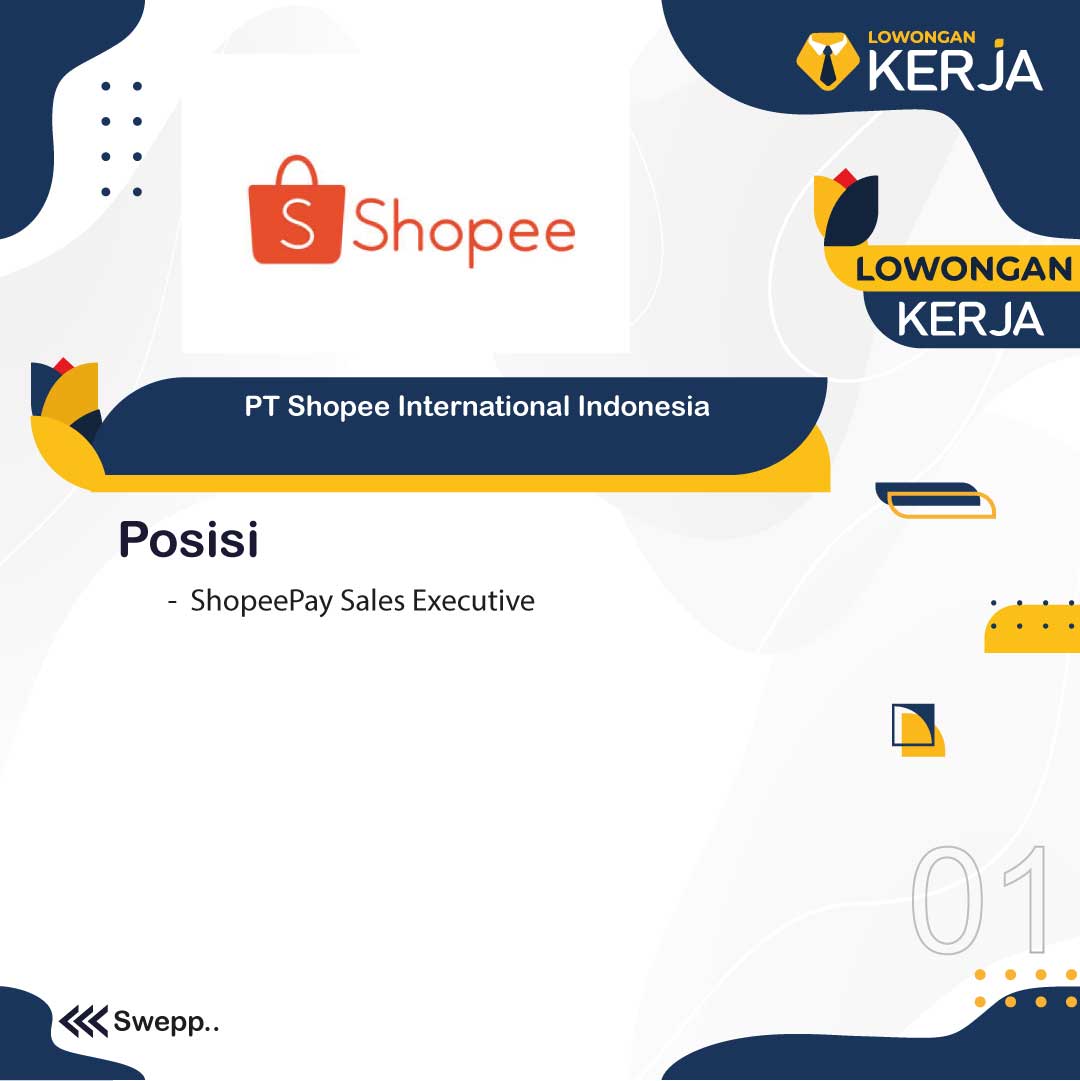 LOWONGAN
KERJA
S Shopee
LOWONGAN
KERJA
PT Shopee International Indonesia
Posisi
- ShopeePay Sales Executive
01
Swepp..